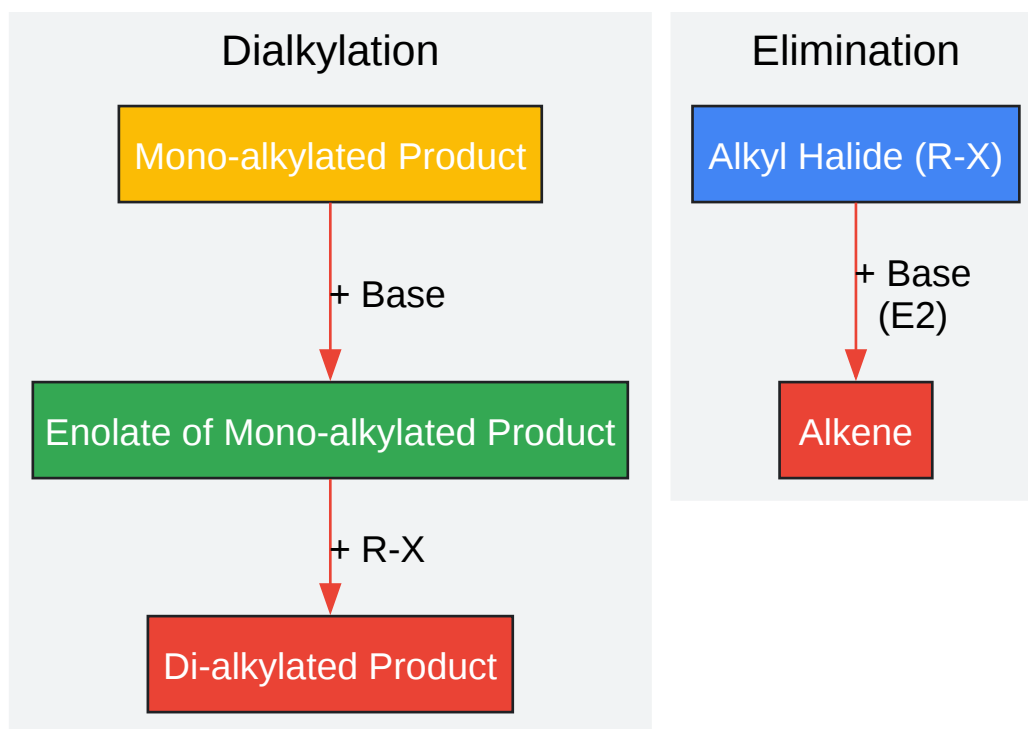 Dialkylation
Mono-alkylated Product
+ Base
Enolate of Mono-alkylated Product
+ R-X
Di-alkylated Product
Elimination
Alkyl Halide (R-X)
+ Base
(E2)
Alkene